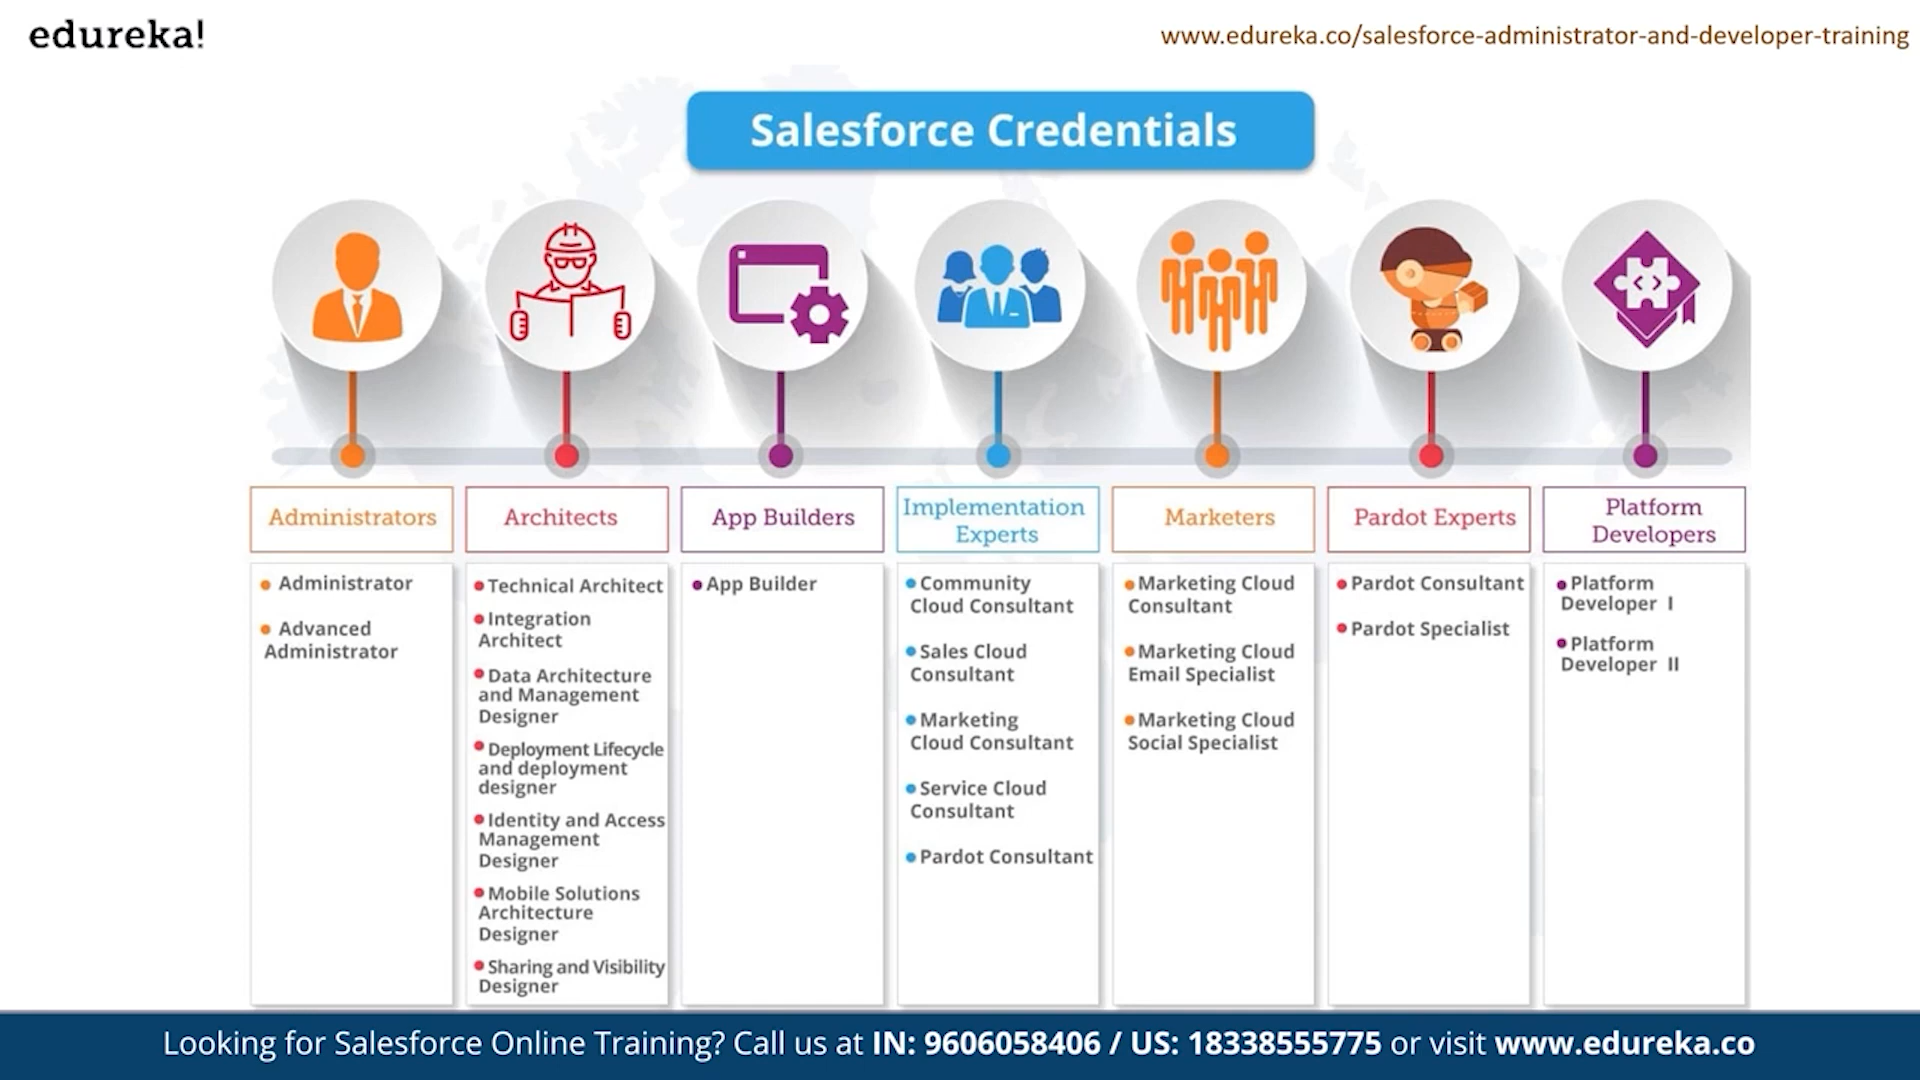 edureka!
www.edureka.co/salesforce-administrator-and-developer-training
Salesforce Credentials
Administrators
Administrator
Advanced
Administrator
Architects
Technical Architect
Integration
Architect
Data Architecture
and Management
Designer
Deployment Lifecycle
and deployment
designer
Identity and Access
Management
Designer
Mobile Solutions
Architecture
Designer
Sharing and Visibility
Designer
App Builders
App Builder
Implementation
Experts
Community
Cloud Consultant
Sales Cloud
Consultant
Marketing
Cloud Consultant
Service Cloud
Consultant
Pardot Consultant
Marketers
Marketing Cloud
Consultant
Marketing Cloud
Email Specialist
Marketing Cloud
Social Specialist
Pardot Experts
Pardot Consultant
Pardot Specialist
Platform
Developers
Platform
Developer I
Platform
Developer II
Looking for Salesforce Online Training? Call us at IN: 9606058406 / US: 18338555775 or visit www.edureka.co